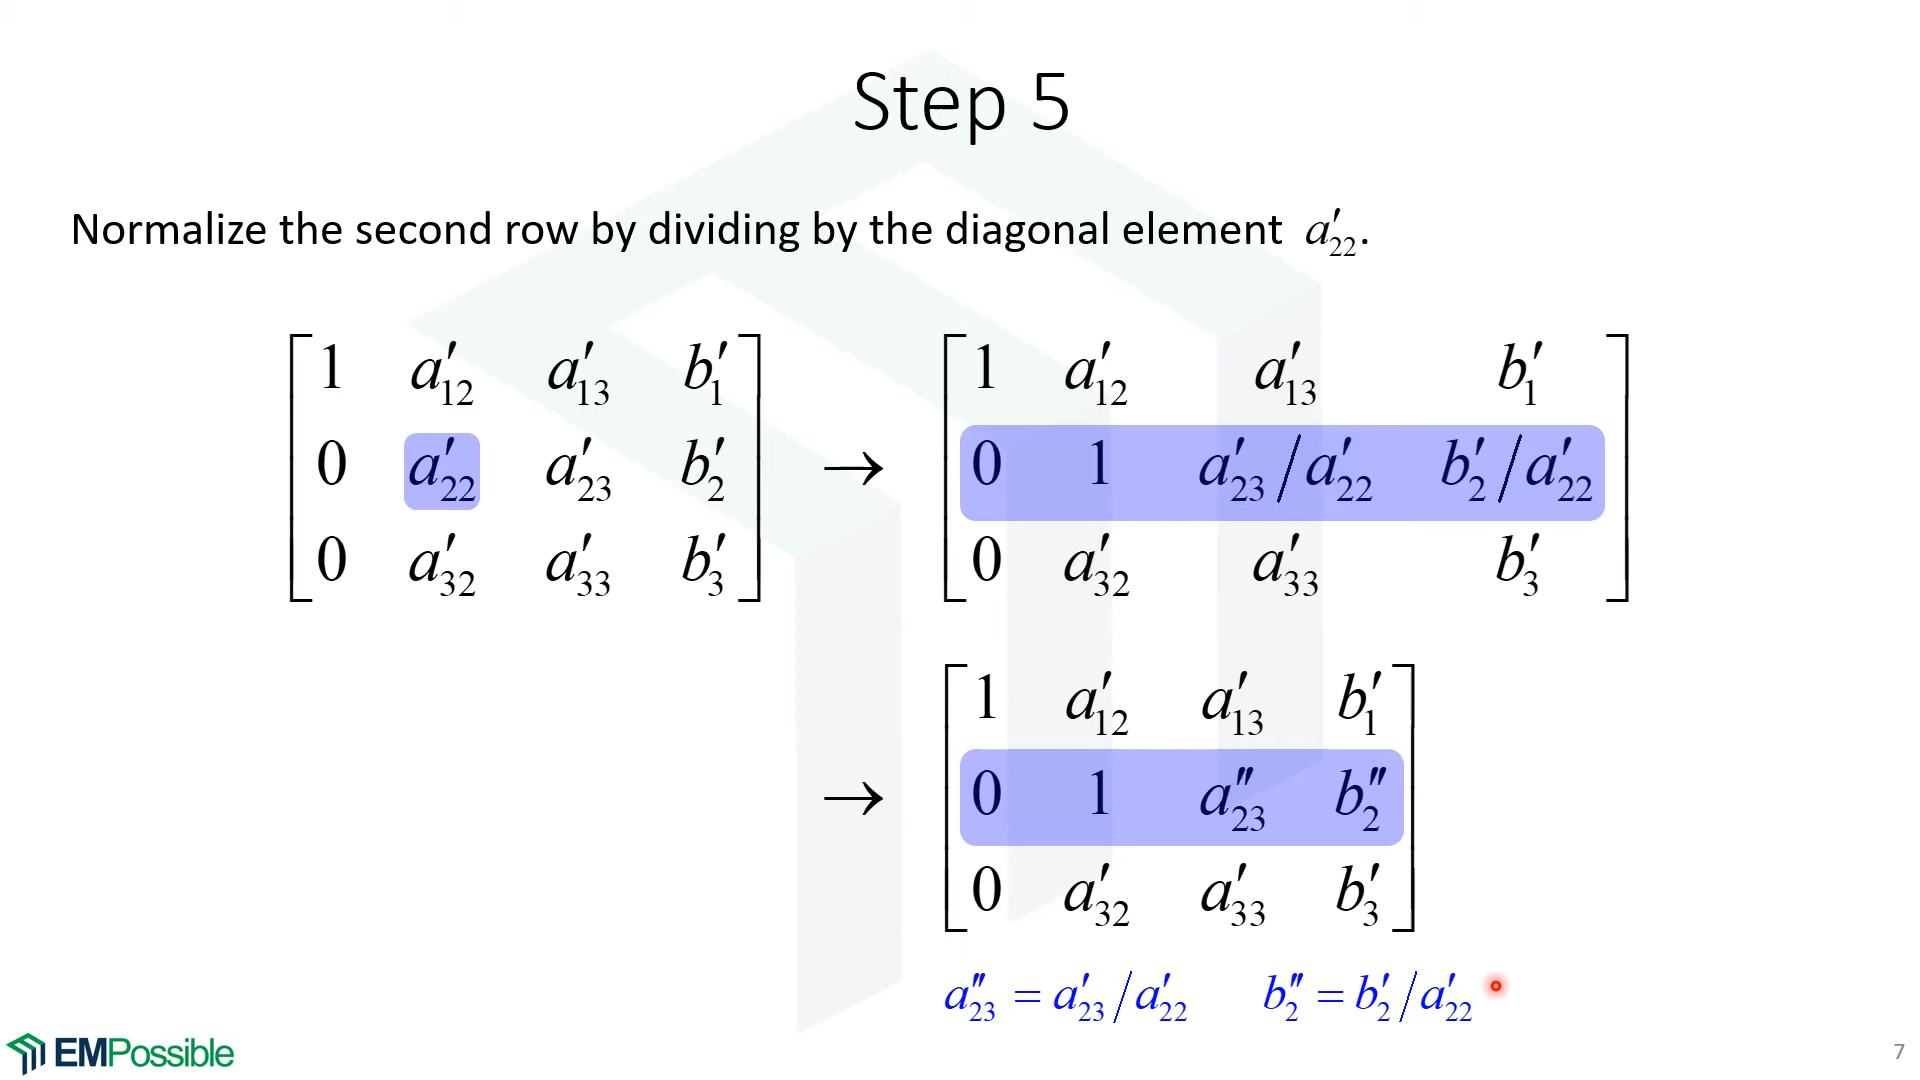 Step 5
Normalize the second row by dividing by the diagonal element a′₂₂.
[ 1 a′₁₂ a′₁₃ b′₁ ] → [ 1 a′₁₂ a′₁₃ b′₁ ]
[ 0 a′₂₂ a′₂₃ b′₂ ] → [ 0 1 a′₂₃/a′₂₂ b′₂/a′₂₂ ]
[ 0 a′₃₂ a′₃₃ b′₃ ] → [ 0 a′₃₂ a′₃₃ b′₃ ]
→ [ 1 a′₁₂ a′₁₃ b′₁ ]
[ 0 1 a″₂₃ b″₂ ]
[ 0 a′₃₂ a′₃₃ b′₃ ]
a″₂₃ = a′₂₃/a′₂₂ b″₂ = b′₂/a′₂₂
EMPossible
7